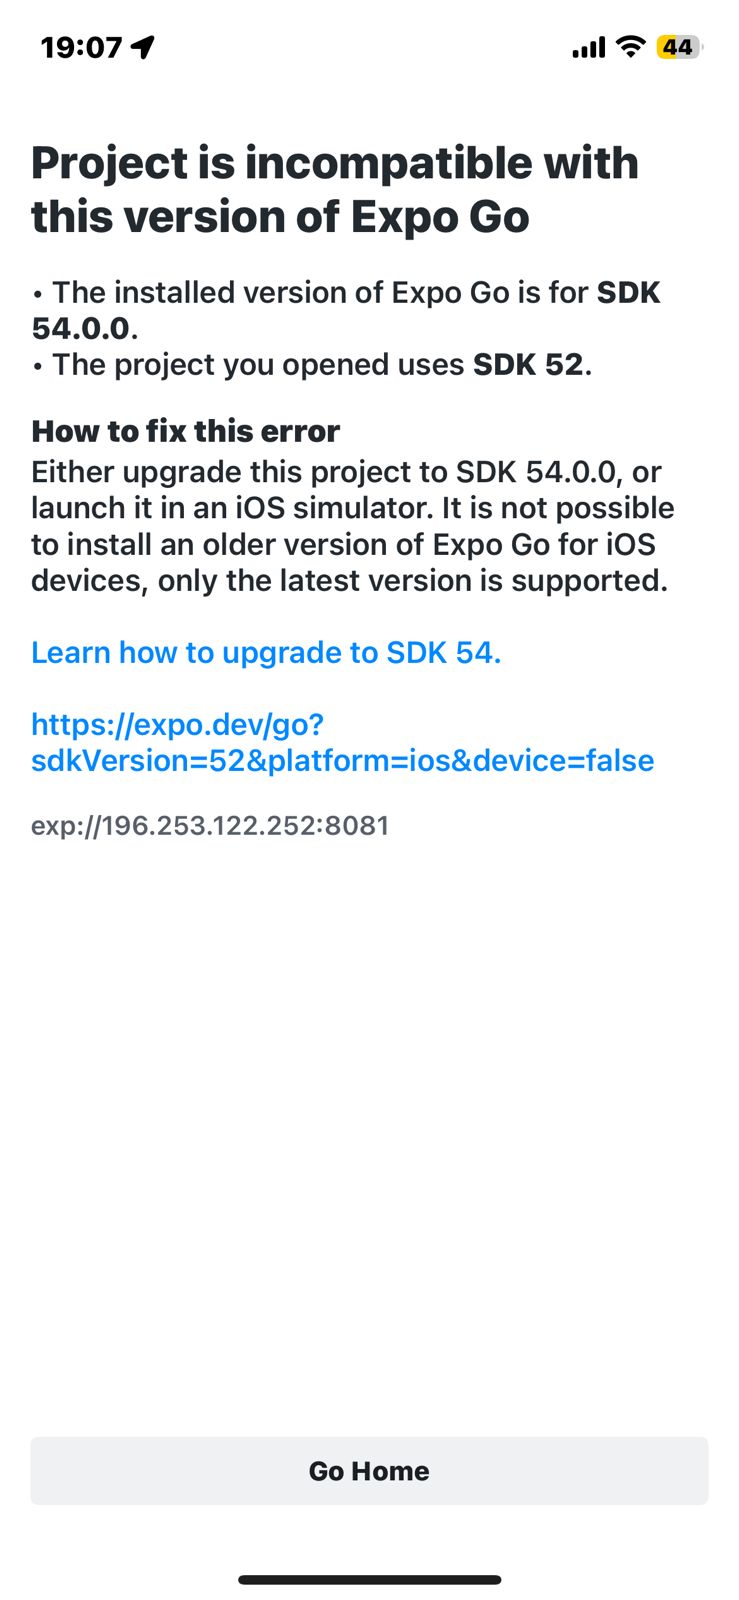 19:07
44
Project is incompatible with
this version of Expo Go
• The installed version of Expo Go is for SDK
54.0.0.
• The project you opened uses SDK 52.
How to fix this error
Either upgrade this project to SDK 54.0.0, or
launch it in an iOS simulator. It is not possible
to install an older version of Expo Go for iOS
devices, only the latest version is supported.
Learn how to upgrade to SDK 54.
https://expo.dev/go?
sdkVersion=52&platform=ios&device=false
exp://196.253.122.252:8081
Go Home